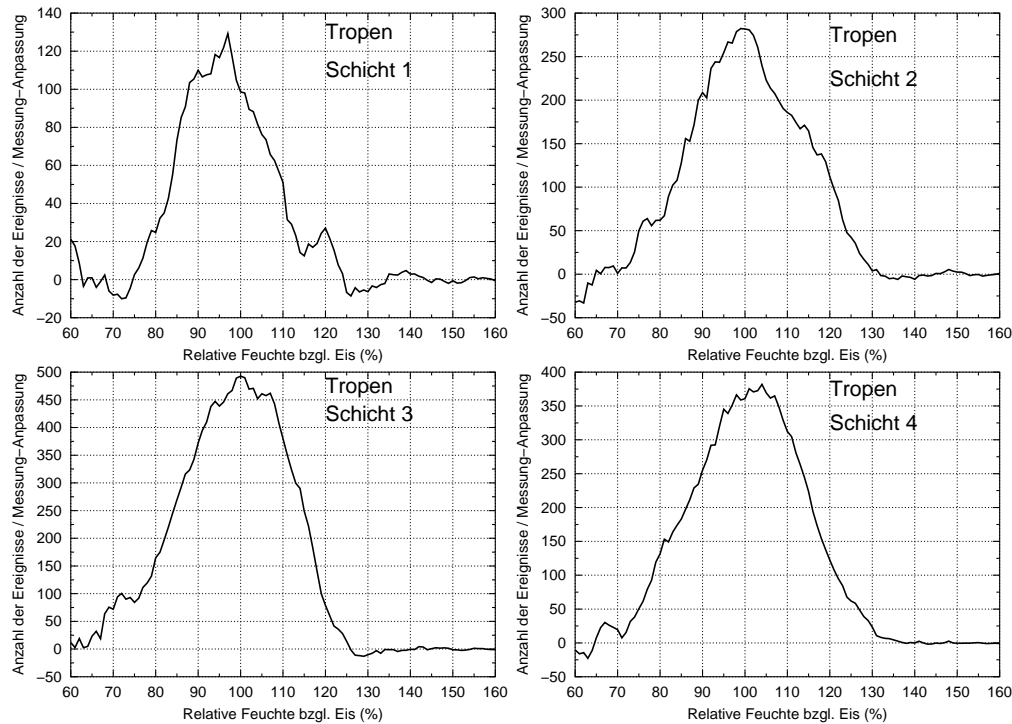 Anzahl der Ereignisse / Messung−Anpassung
140
120
100
80
60
40
20
0
−20
Tropen
Schicht 1
60 70 80 90 100 110 120 130 140 150 160
Relative Feuchte bzgl. Eis (%)
Anzahl der Ereignisse / Messung−Anpassung
300
250
200
150
100
50
0
−50
Tropen
Schicht 2
60 70 80 90 100 110 120 130 140 150 160
Relative Feuchte bzgl. Eis (%)
Anzahl der Ereignisse / Messung−Anpassung
500
450
400
350
300
250
200
150
100
50
0
−50
Tropen
Schicht 3
60 70 80 90 100 110 120 130 140 150 160
Relative Feuchte bzgl. Eis (%)
Anzahl der Ereignisse / Messung−Anpassung
400
350
300
250
200
150
100
50
0
−50
Tropen
Schicht 4
60 70 80 90 100 110 120 130 140 150 160
Relative Feuchte bzgl. Eis (%)